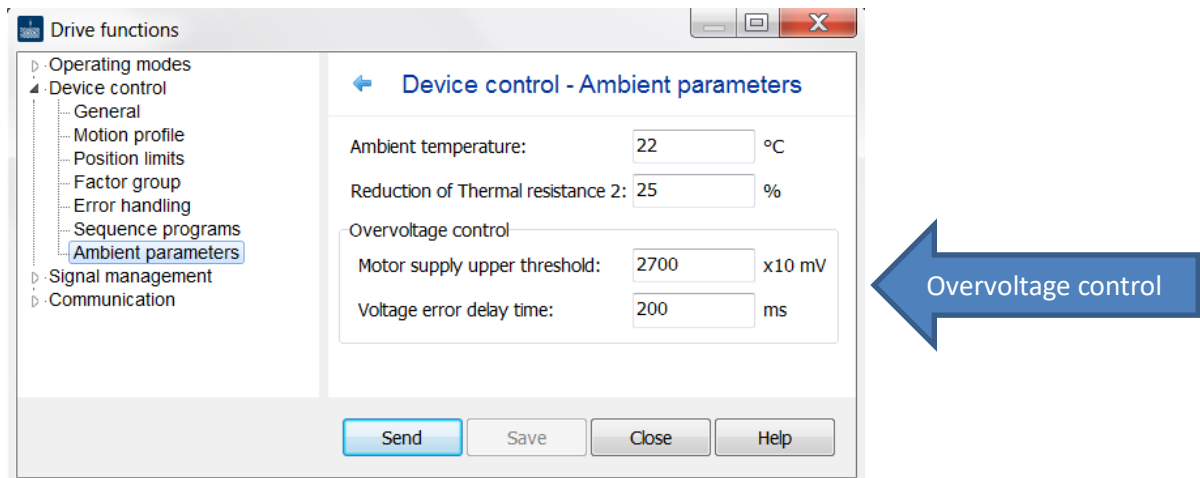 Drive functions
Operating modes
Device control
General
Motion profile
Position limits
Factor group
Error handling
Sequence programs
Ambient parameters
Signal management
Communication
Device control - Ambient parameters
Ambient temperature: 22 °C
Reduction of Thermal resistance 2: 25 %
Overvoltage control
Motor supply upper threshold: 2700 x10 mV
Voltage error delay time: 200 ms
Send Save Close Help
Overvoltage control